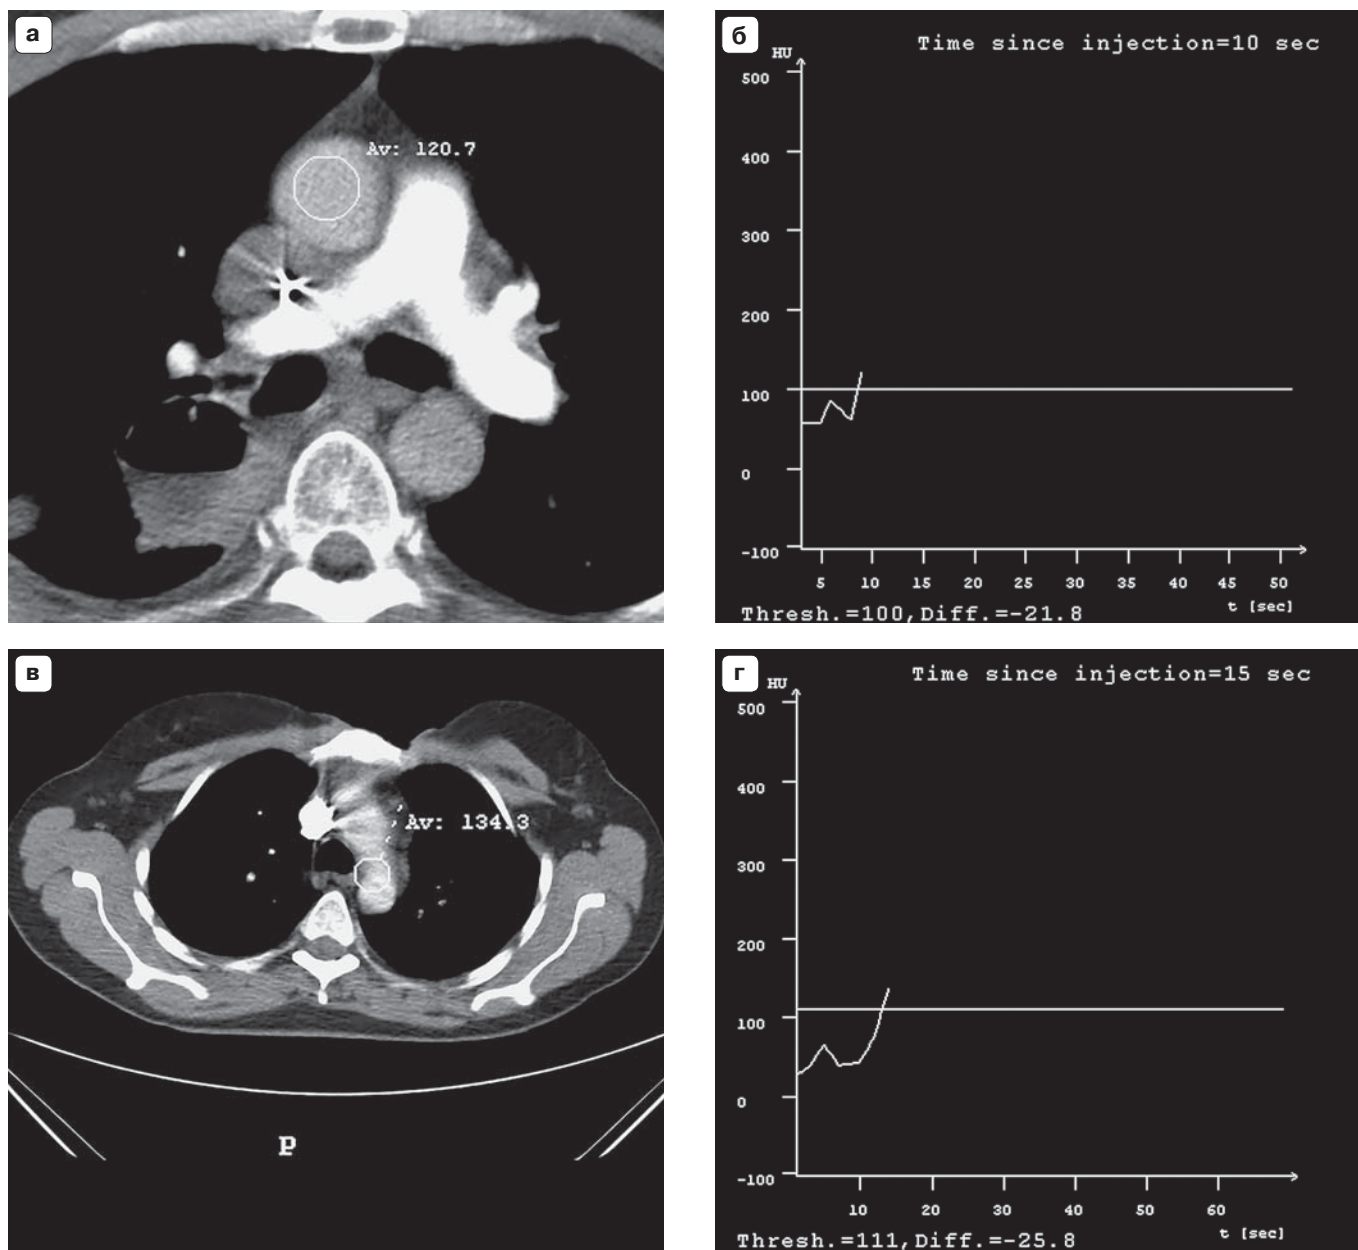 а
Av: 120.7
б
Time since injection=10 sec
HU
500
400
300
200
100
0
-100
5 10 15 20 25 30 35 40 45 50
t [sec]
Thresh.=100,Diff.=-21.8
в
Av: 134.3
P
г
Time since injection=15 sec
HU
500
400
300
200
100
0
-100
10 20 30 40 50 60
t [sec]
Thresh.=111,Diff.=-25.8